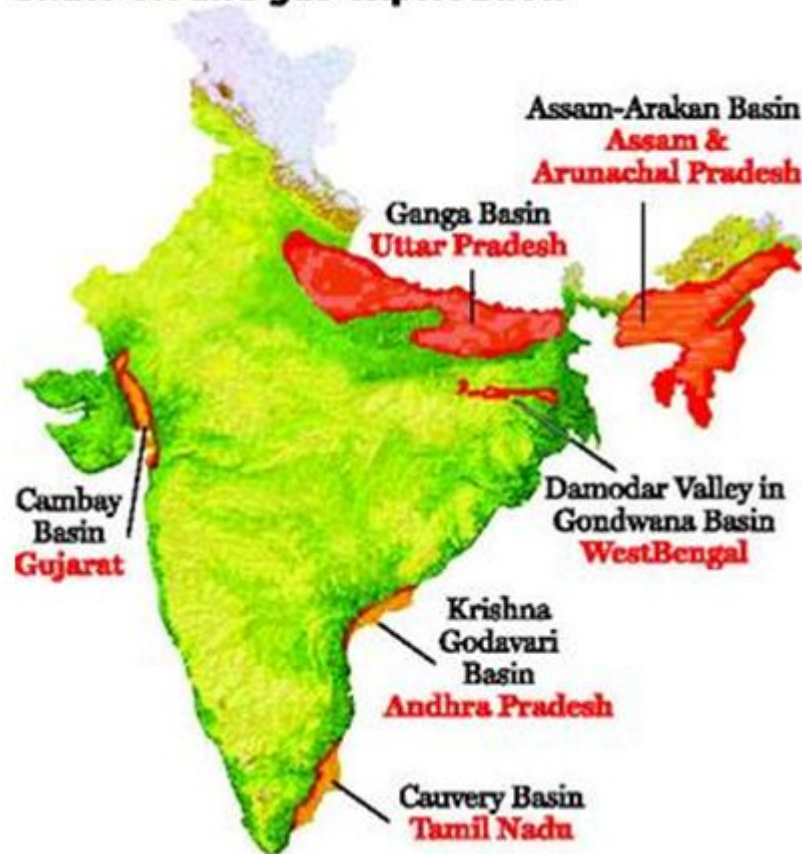 Assam-Arakan Basin
Assam &
Arunachal Pradesh
Ganga Basin
Uttar Pradesh
Cambay
Basin
Gujarat
Damodar Valley in
Gondwana Basin
WestBengal
Krishna
Godavari
Basin
Andhra Pradesh
Cauvery Basin
Tamil Nadu